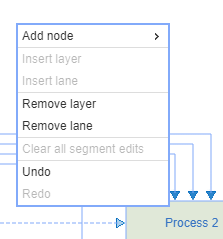 Add node
Insert layer
Insert lane
Remove layer
Remove lane
Clear all segment edits
Undo
Redo
Process 2